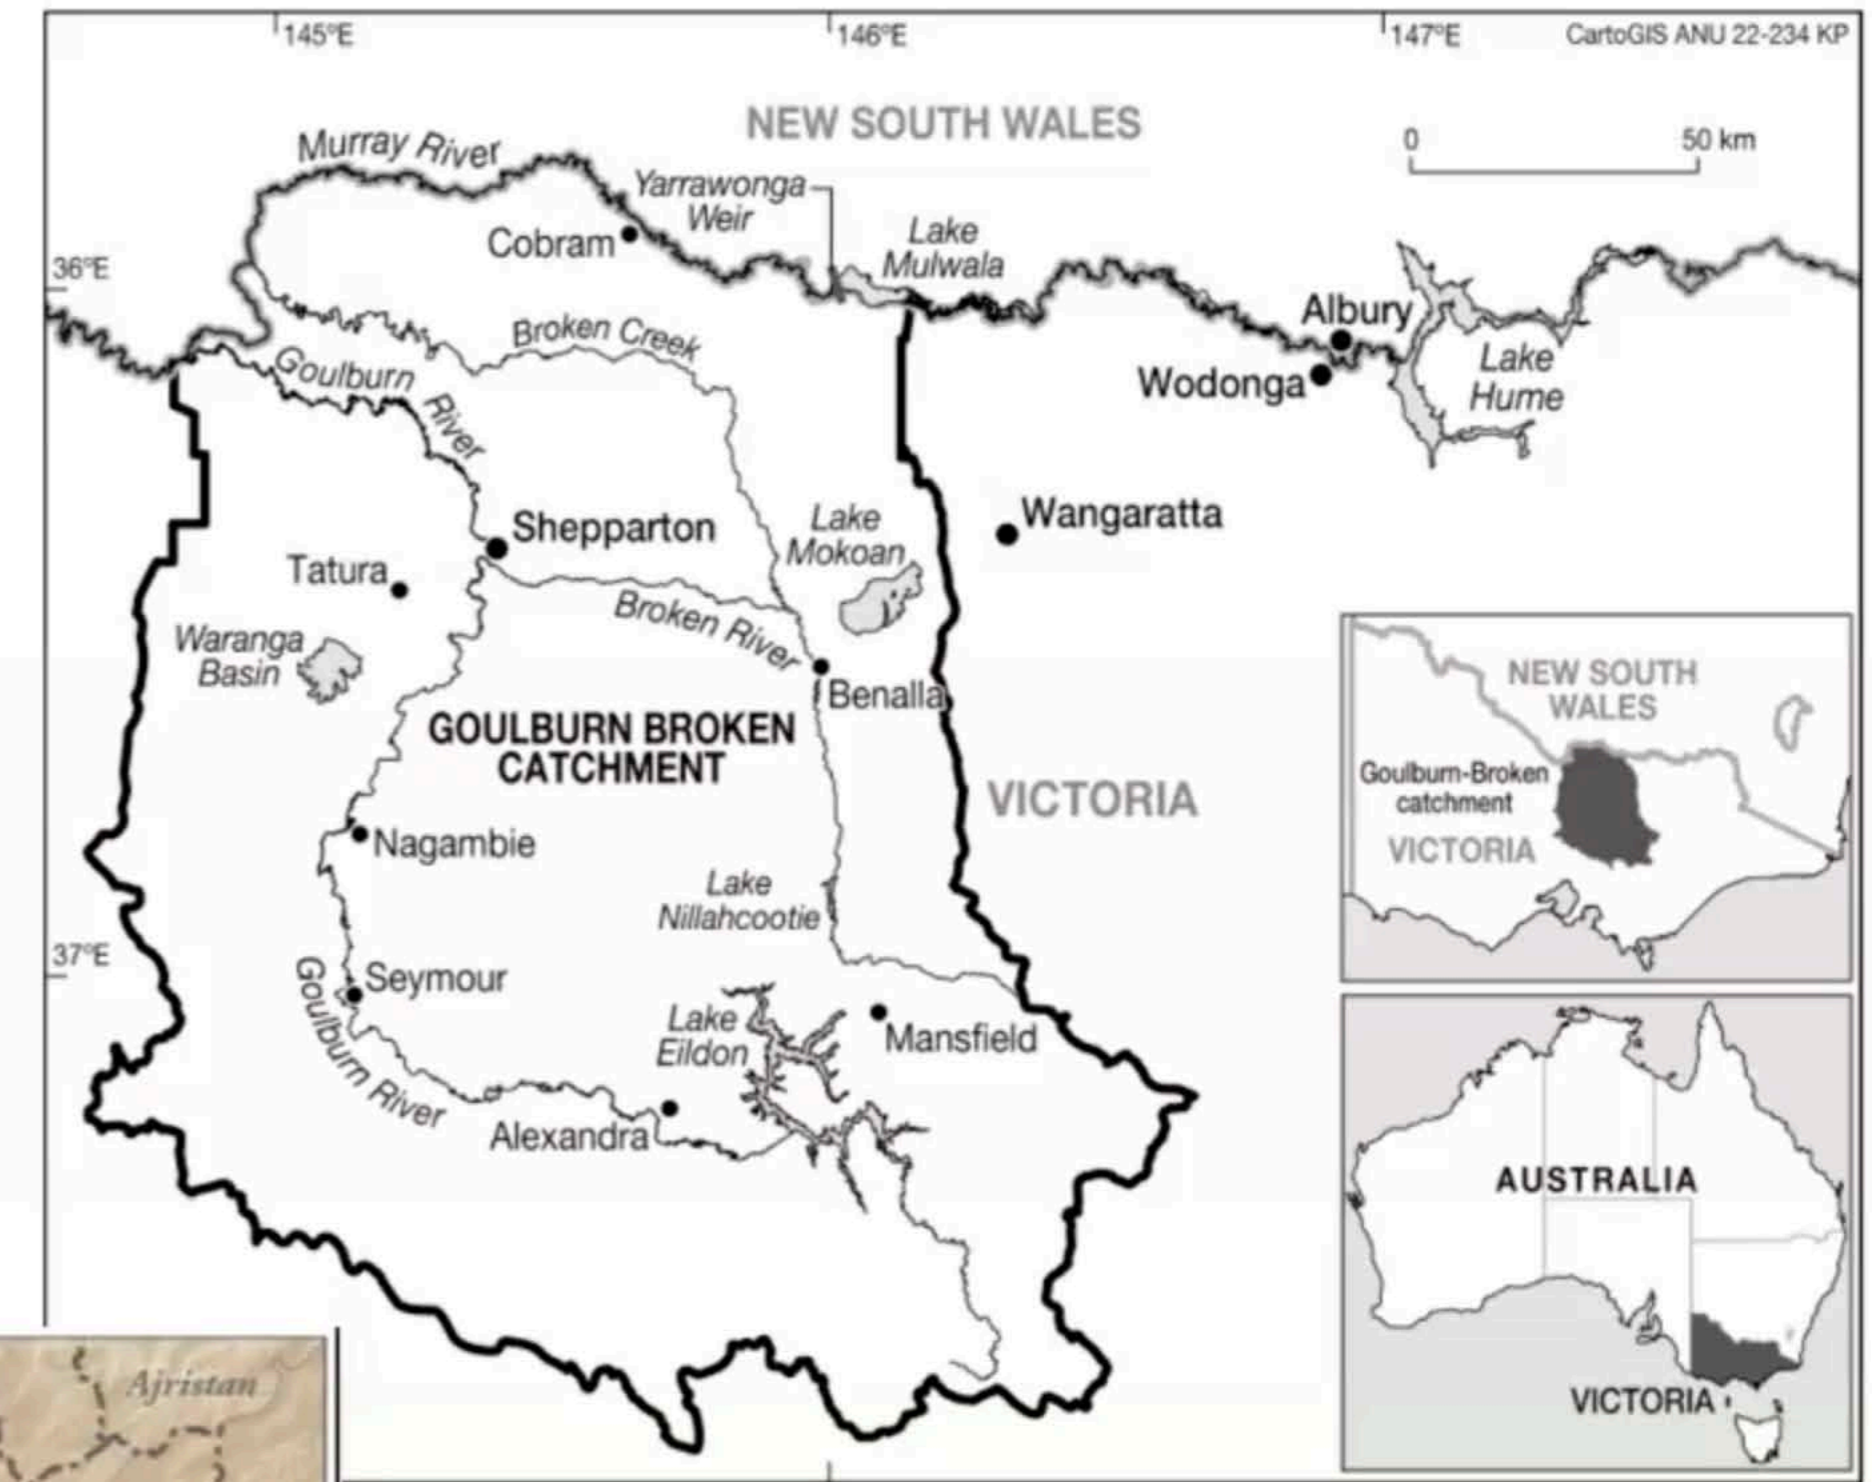 145°E
146°E
147°E
CartoGIS ANU 22-234 KP
NEW SOUTH WALES
0
50 km
Murray River
Yarrawonga
Weir
Lake
Mulwala
Cobram
36°E
Albury
Broken Creek
Lake
Hume
Goulburn River
Wodonga
Shepparton
Lake
Mokoan
Wangaratta
Tatura
Broken River
Waranga
Basin
Benalla
GOULBURN BROKEN
CATCHMENT
VICTORIA
Nagambie
Lake
Nillahcootie
37°E
Seymour
Goulburn River
Lake
Eildon
Mansfield
Alexandra
NEW SOUTH
WALES
Goulburn-Broken
catchment
VICTORIA
AUSTRALIA
VICTORIA
Ajristan